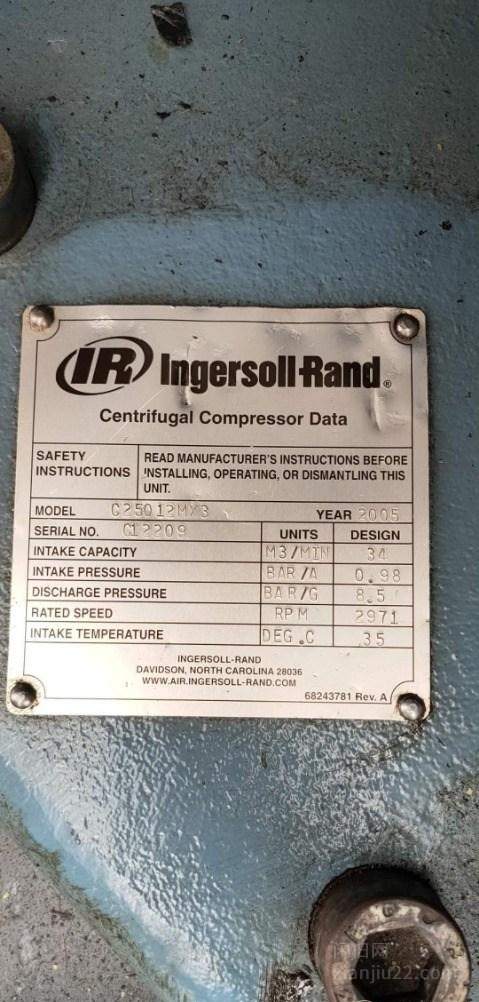 IR Ingersoll-Rand®
Centrifugal Compressor Data
SAFETY INSTRUCTIONS READ MANUFACTURER'S INSTRUCTIONS BEFORE
INSTALLING, OPERATING, OR DISMANTLING THIS
UNIT.
MODEL C25012MX3 YEAR 2005
SERIAL NO. C12209 UNITS DESIGN
INTAKE CAPACITY M3/MIN 34
INTAKE PRESSURE BAR/A 0.98
DISCHARGE PRESSURE BAR/G 8.5
RATED SPEED RPM 2971
INTAKE TEMPERATURE DEG.C 35
INGERSOLL-RAND
DAVIDSON, NORTH CAROLINA 28036
WWW.AIR.INGERSOLL-RAND.COM
68243781 Rev. A
xianjiu22.com